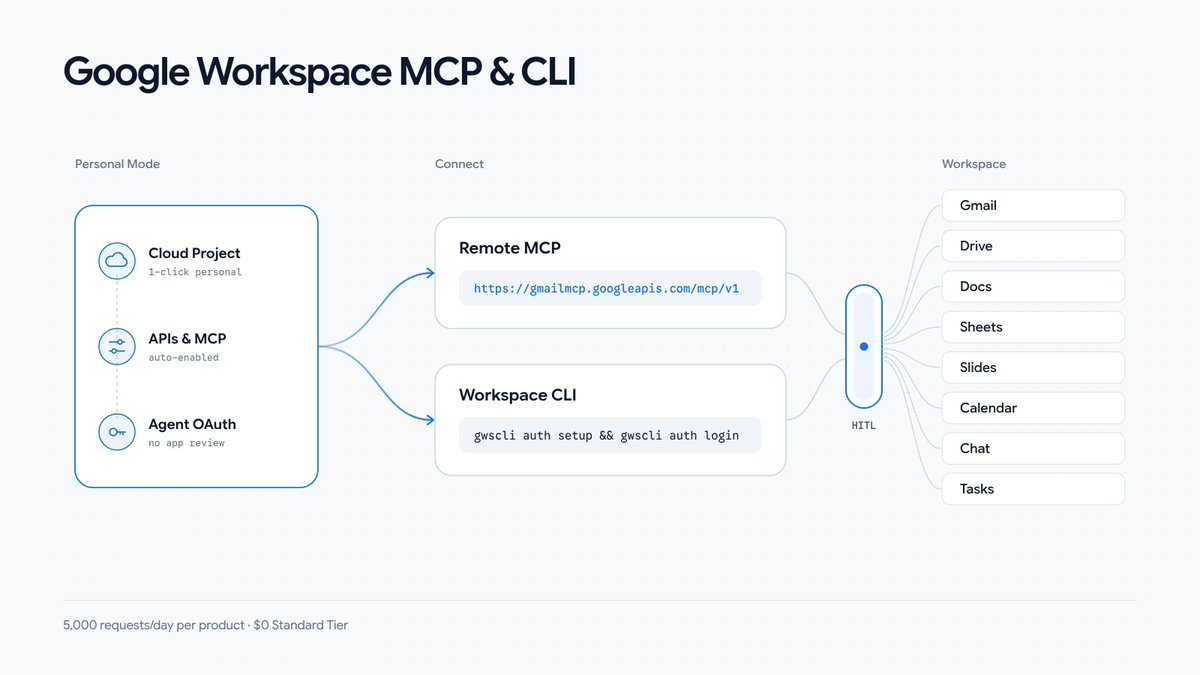 Google Workspace MCP & CLI
Personal Mode
Cloud Project
1-click personal
APIs & MCP
auto-enabled
Agent OAuth
no app review
Connect
Remote MCP
https://gmailmcp.googleapis.com/mcp/v1
Workspace CLI
gwscli auth setup && gwscli auth login
HITL
Workspace
Gmail
Drive
Docs
Sheets
Slides
Calendar
Chat
Tasks
5,000 requests/day per product · $0 Standard Tier